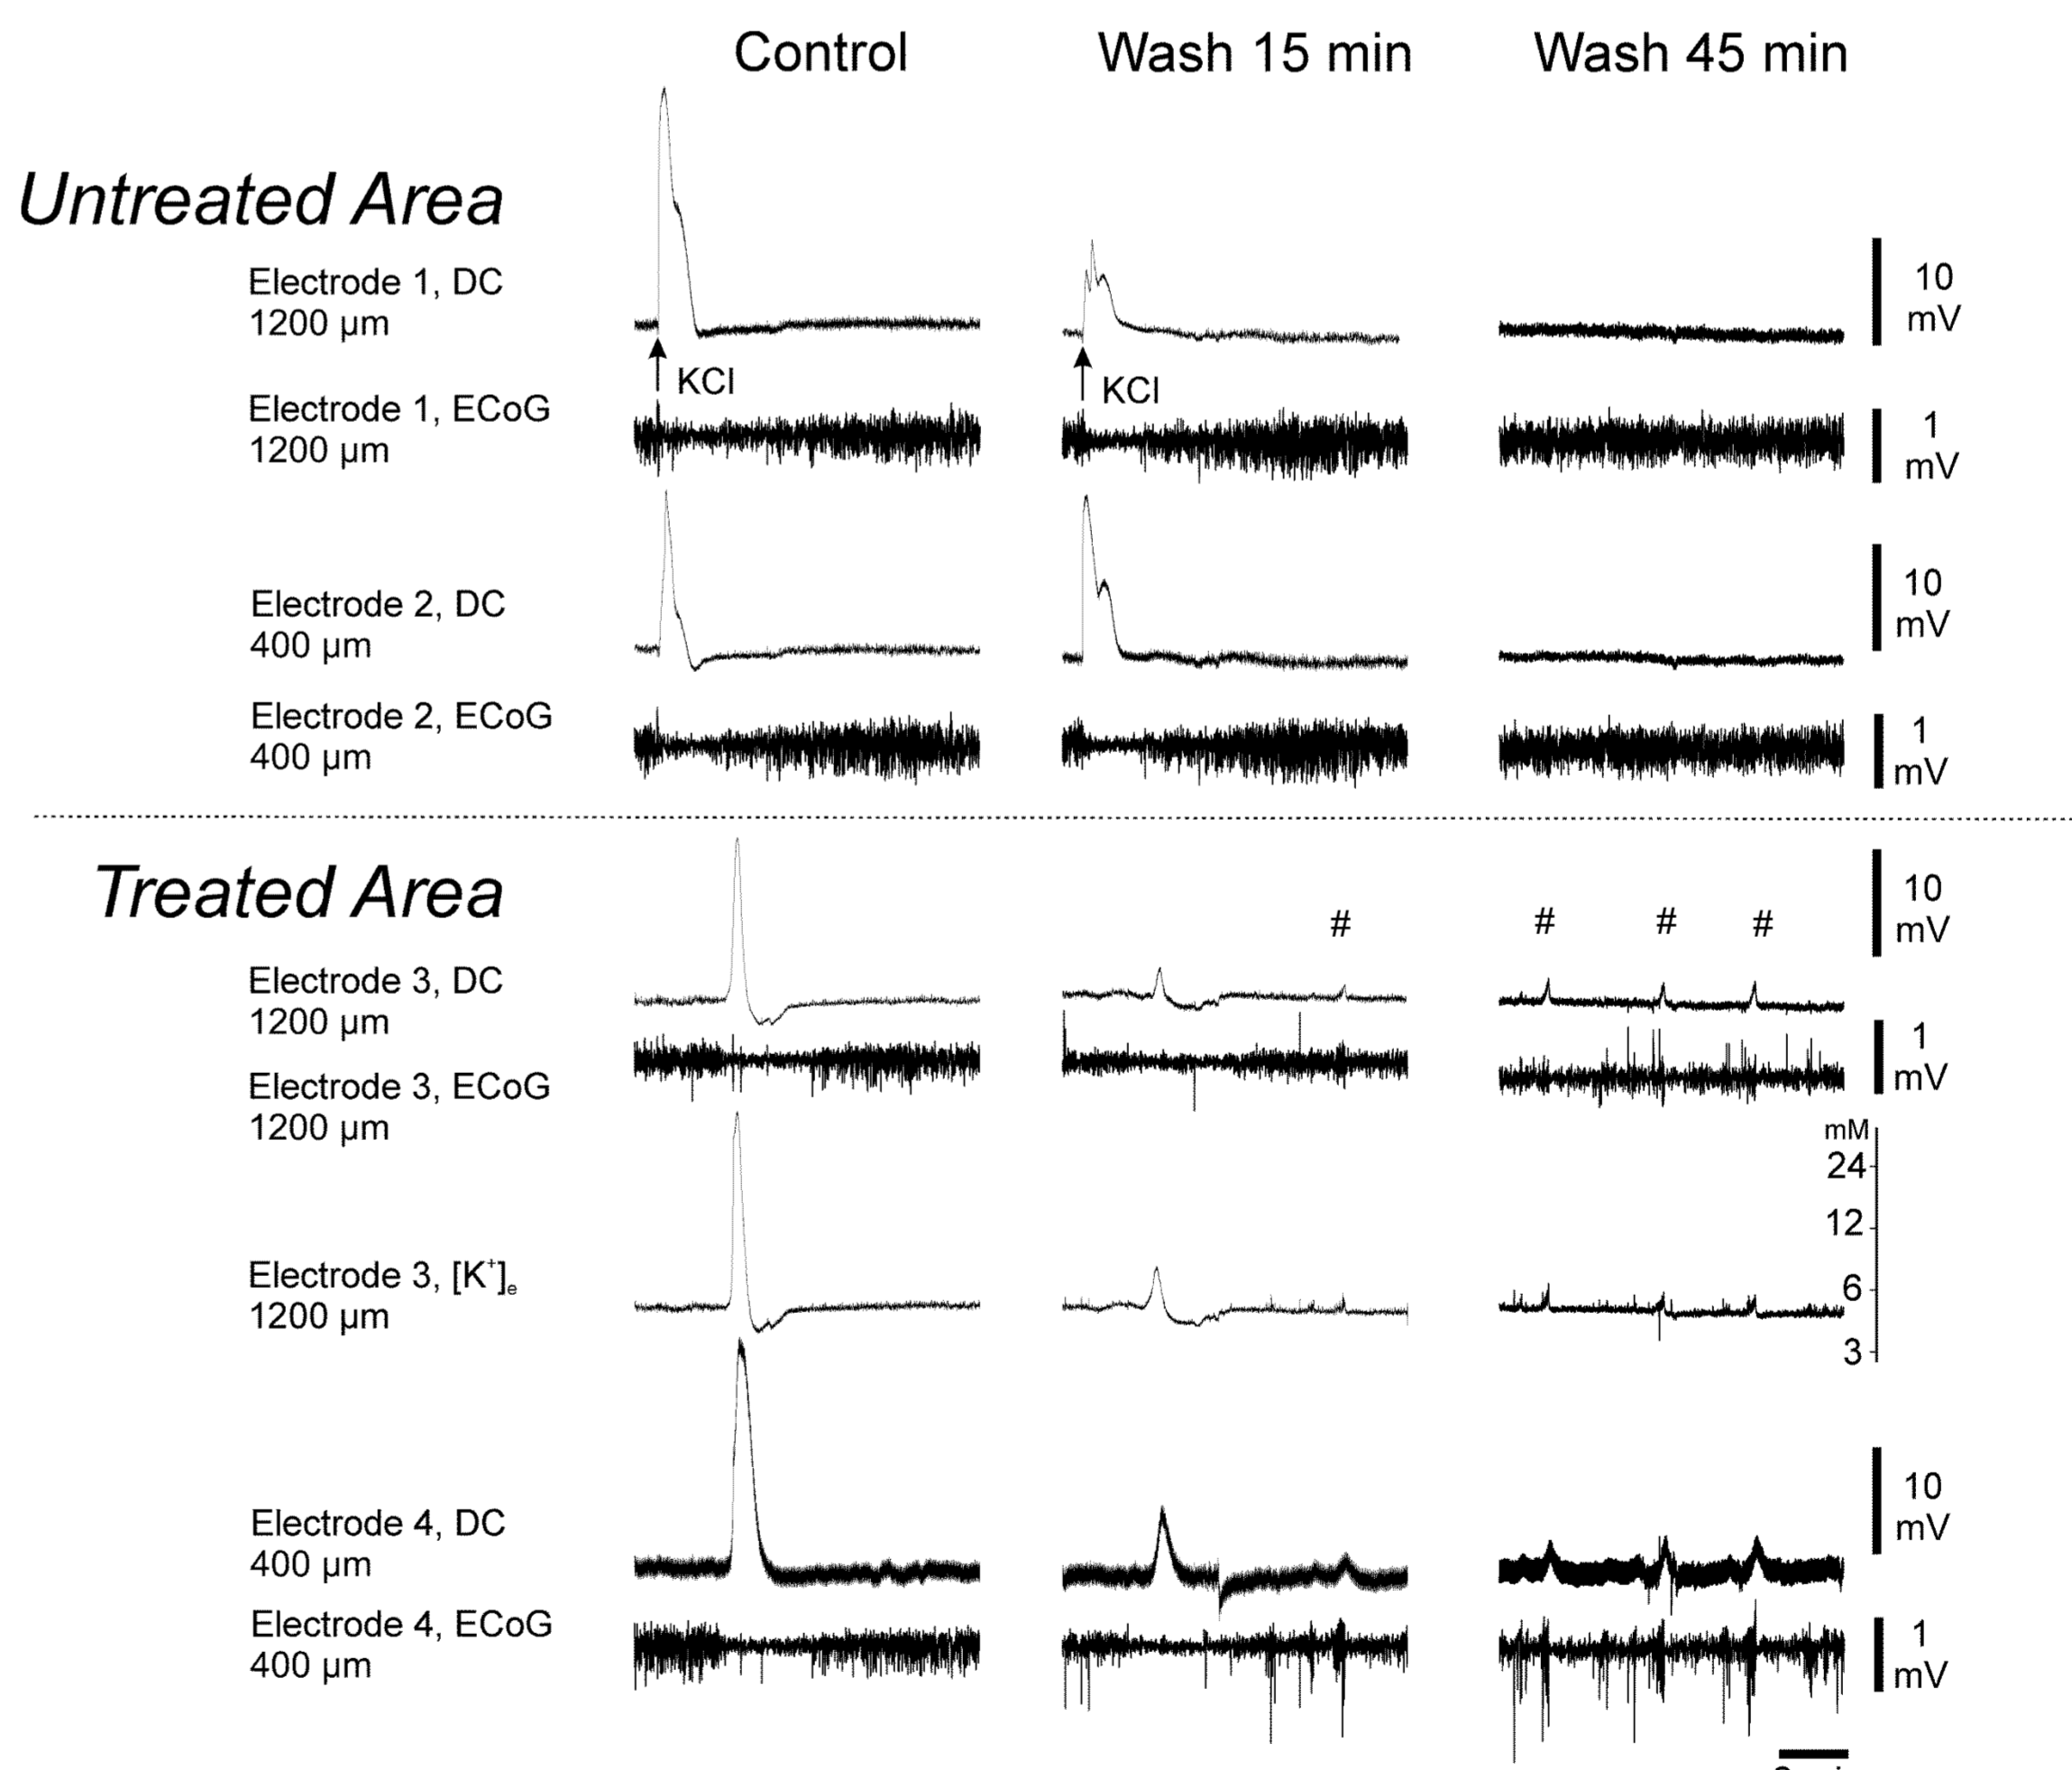 Control
Wash 15 min
Wash 45 min
Untreated Area
Electrode 1, DC
1200 µm
10
mV
KCl
KCl
Electrode 1, ECoG
1200 µm
1
mV
Electrode 2, DC
400 µm
10
mV
Electrode 2, ECoG
400 µm
1
mV
Treated Area
10
mV
#
# # #
Electrode 3, DC
1200 µm
1
mV
Electrode 3, ECoG
1200 µm
mM
24
12
6
3
Electrode 3, [K⁺]ₑ
1200 µm
Electrode 4, DC
400 µm
10
mV
Electrode 4, ECoG
400 µm
1
mV